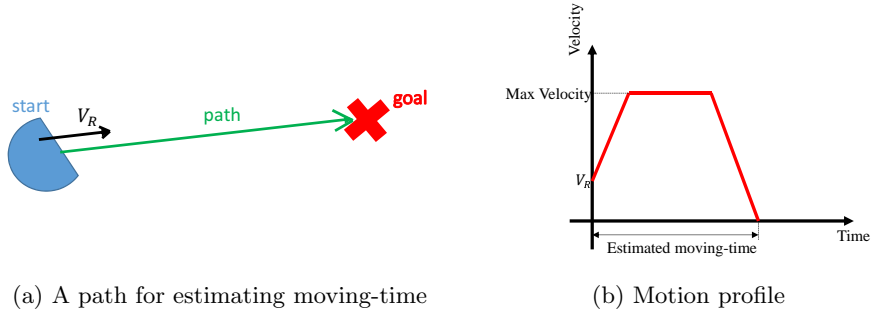 start
V_R
path
goal
(a) A path for estimating moving-time
Velocity
Max Velocity
V_R
Time
Estimated moving-time
(b) Motion profile